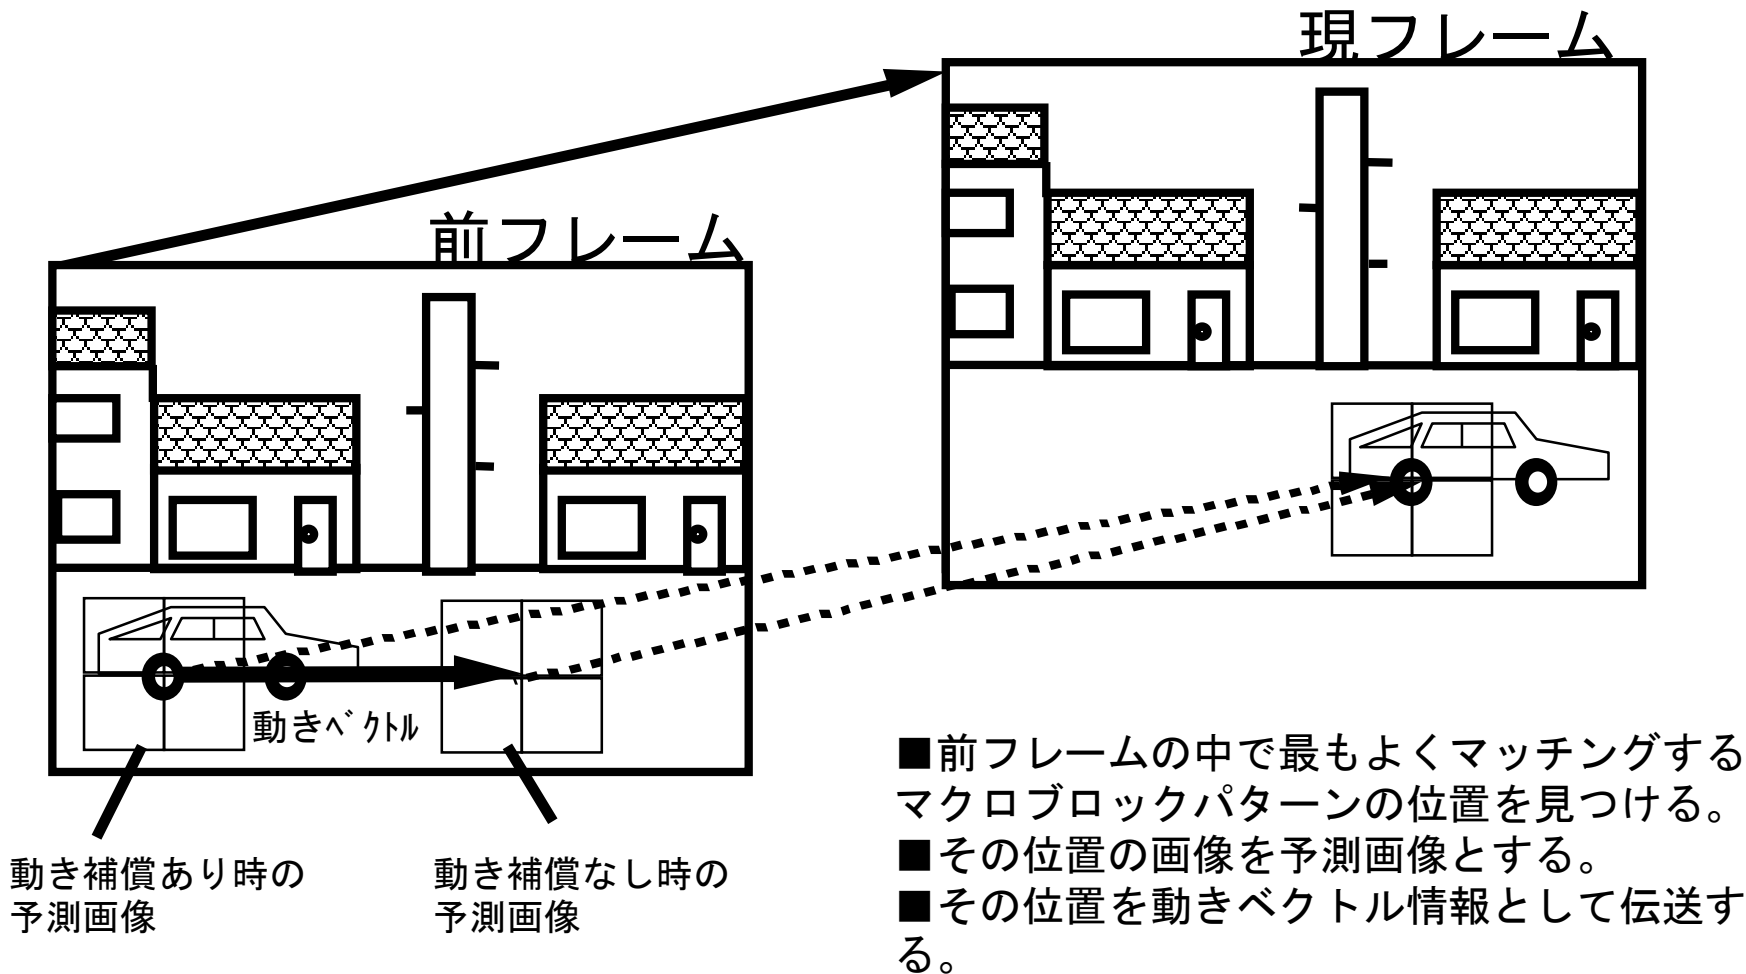 現フレーム
前フレーム
動きﾍﾞｸﾄﾙ
動き補償あり時の
予測画像
動き補償なし時の
予測画像
■前フレームの中で最もよくマッチングする
マクロブロックパターンの位置を見つける。
■その位置の画像を予測画像とする。
■その位置を動きベクトル情報として伝送す
る。